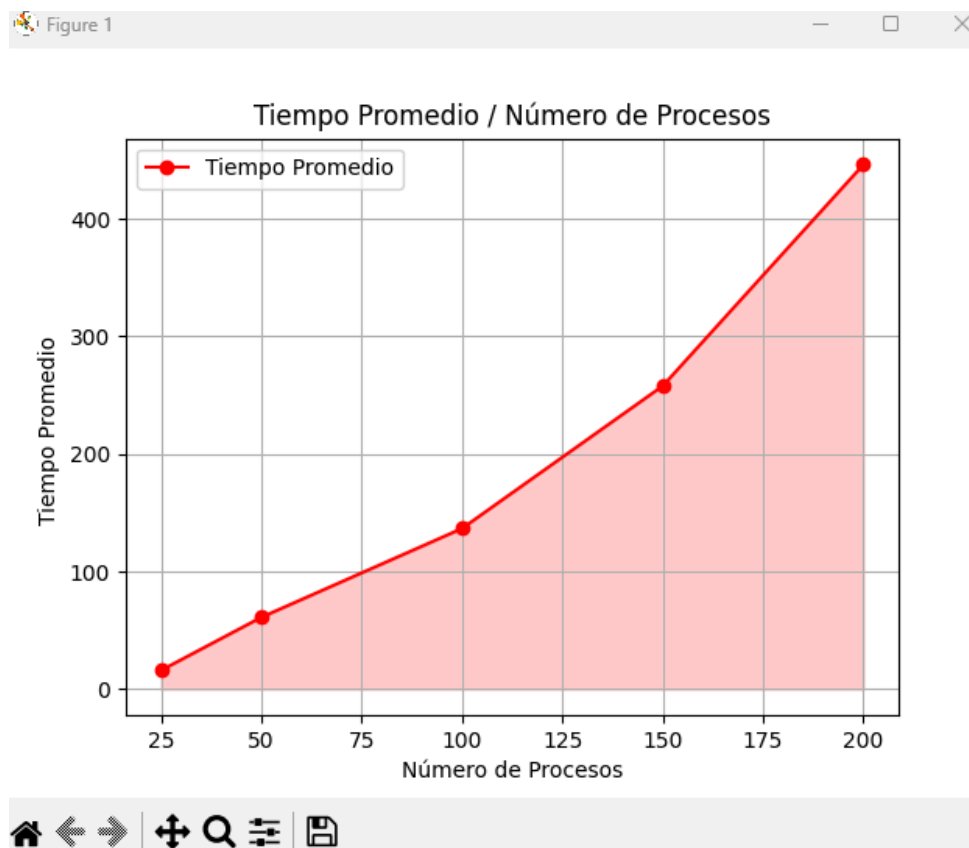 Figure 1
Tiempo Promedio / Número de Procesos
Tiempo Promedio
400
300
200
100
0
Tiempo Promedio
25 50 75 100 125 150 175 200
Número de Procesos